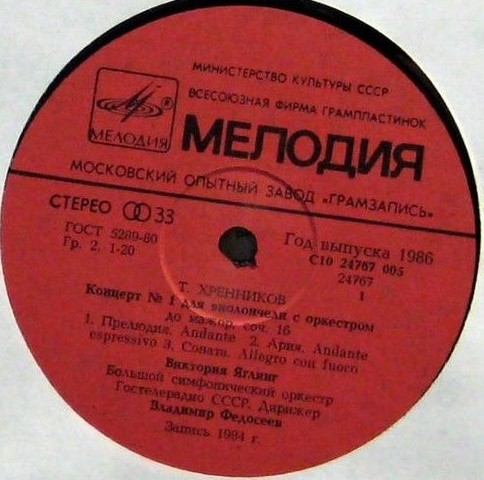 МИНИСТЕРСТВО КУЛЬТУРЫ СССР
ВСЕСОЮЗНАЯ ФИРМА ГРАМПЛАСТИНОК
МЕЛОДИЯ ®
МЕЛОДИЯ
МОСКОВСКИЙ ОПЫТНЫЙ ЗАВОД „ГРАМЗАПИСЬ“
СТЕРЕО 33
ГОСТ 5289-80
Гр. 2. 1-20
Год выпуска 1986
С10 24767 005
24767
1
Т. ХРЕННИКОВ
Концерт № 1 для виолончели с оркестром
до мажор, соч. 16
1. Прелюдия. Andante 2. Ария. Andante
espressivo 3. Соната. Allegro con fuoco
Виктория Яглинг
Большой симфонический оркестр
Гостелерадио СССР. Дирижер
Владимир Федосеев
Запись 1984 г.